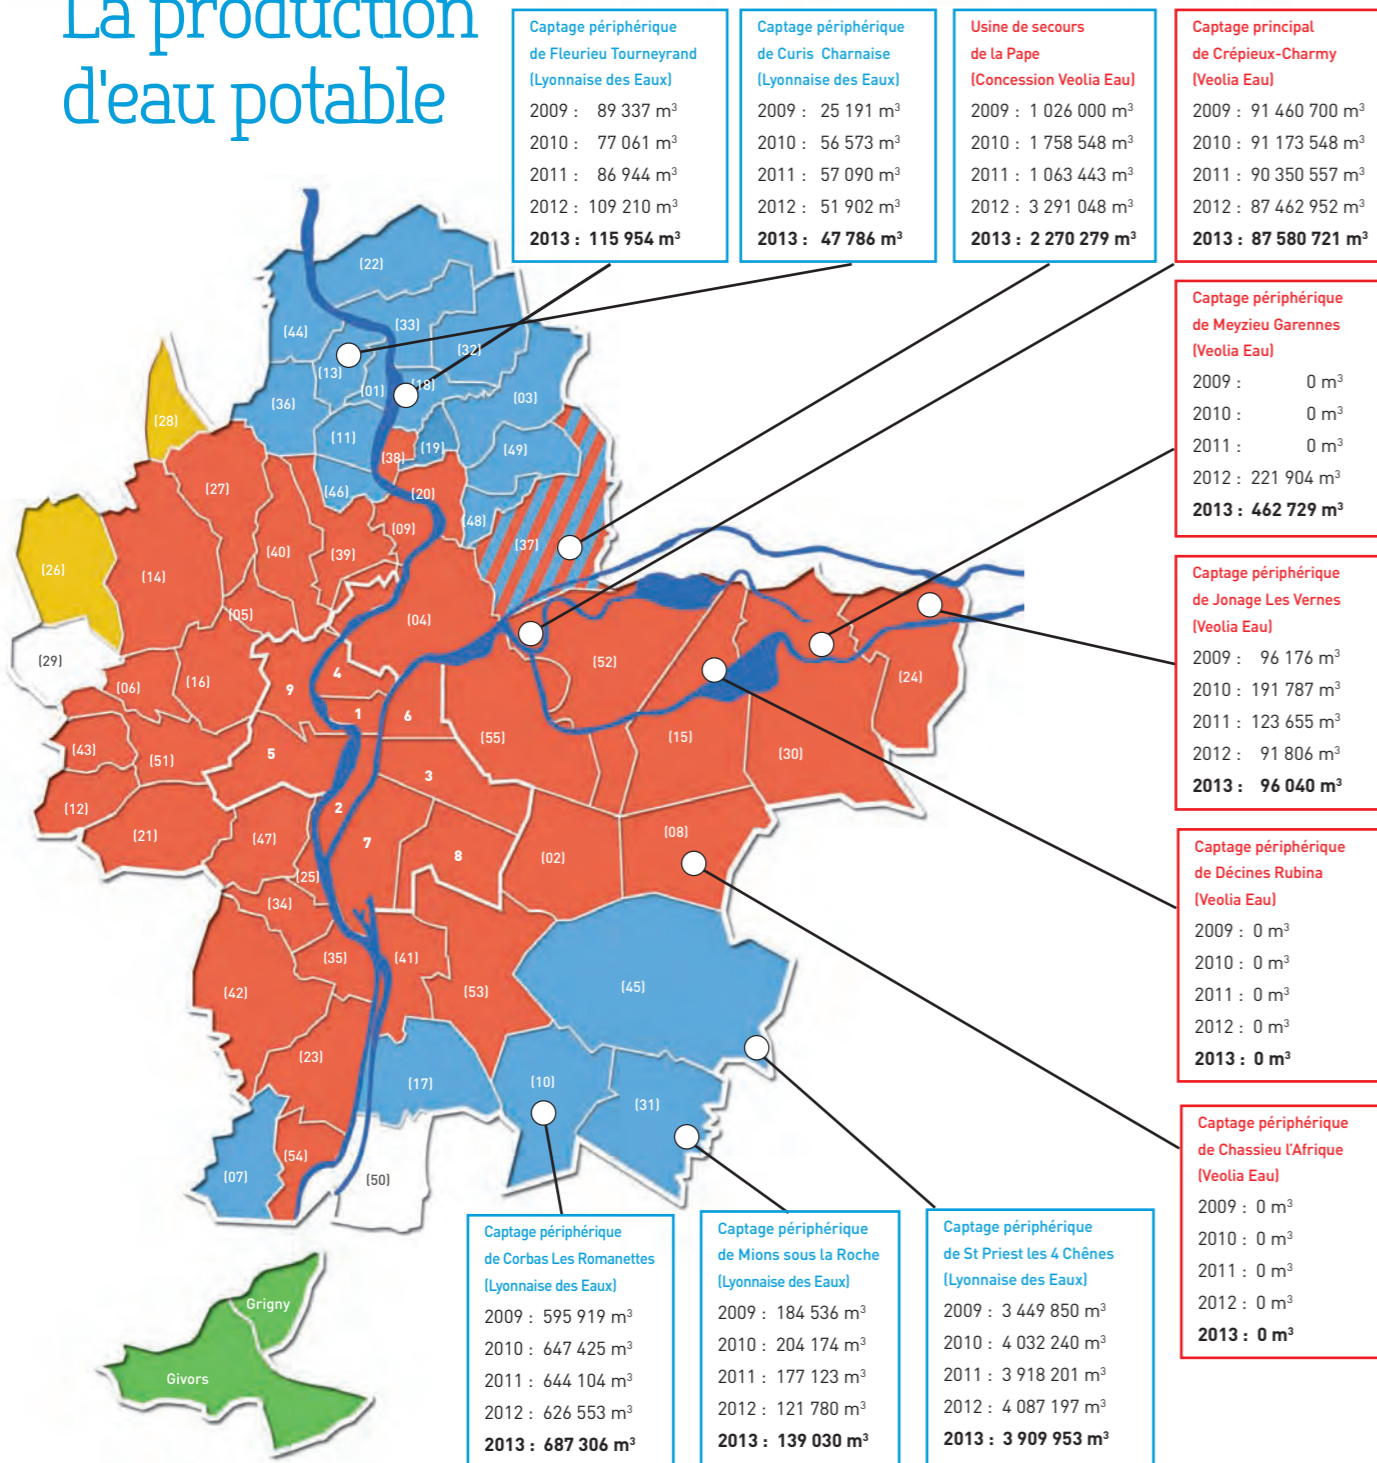 La production
d'eau potable
Captage périphérique
de Fleurieu Tourneyrand
(Lyonnaise des Eaux)
2009 : 89 337 m³
2010 : 77 061 m³
2011 : 86 944 m³
2012 : 109 210 m³
2013 : 115 954 m³
Captage périphérique
de Curis Charnaise
(Lyonnaise des Eaux)
2009 : 25 191 m³
2010 : 56 573 m³
2011 : 57 090 m³
2012 : 51 902 m³
2013 : 47 786 m³
Usine de secours
de la Pape
(Concession Veolia Eau)
2009 : 1 026 000 m³
2010 : 1 758 548 m³
2011 : 1 063 443 m³
2012 : 3 291 048 m³
2013 : 2 270 279 m³
Captage principal
de Crépieux-Charmy
(Veolia Eau)
2009 : 91 460 700 m³
2010 : 91 173 548 m³
2011 : 90 350 557 m³
2012 : 87 462 952 m³
2013 : 87 580 721 m³
Captage périphérique
de Meyzieu Garennes
(Veolia Eau)
2009 : 0 m³
2010 : 0 m³
2011 : 0 m³
2012 : 221 904 m³
2013 : 462 729 m³
Captage périphérique
de Jonage Les Vernes
(Veolia Eau)
2009 : 96 176 m³
2010 : 191 787 m³
2011 : 123 655 m³
2012 : 91 806 m³
2013 : 96 040 m³
Captage périphérique
de Décines Rubina
(Veolia Eau)
2009 : 0 m³
2010 : 0 m³
2011 : 0 m³
2012 : 0 m³
2013 : 0 m³
Captage périphérique
de Chassieu l'Afrique
(Veolia Eau)
2009 : 0 m³
2010 : 0 m³
2011 : 0 m³
2012 : 0 m³
2013 : 0 m³
Captage périphérique
de Corbas Les Romanettes
(Lyonnaise des Eaux)
2009 : 595 919 m³
2010 : 647 425 m³
2011 : 644 104 m³
2012 : 626 553 m³
2013 : 687 306 m³
Captage périphérique
de Mions sous la Roche
(Lyonnaise des Eaux)
2009 : 184 536 m³
2010 : 204 174 m³
2011 : 177 123 m³
2012 : 121 780 m³
2013 : 139 030 m³
Captage périphérique
de St Priest les 4 Chênes
(Lyonnaise des Eaux)
2009 : 3 449 850 m³
2010 : 4 032 240 m³
2011 : 3 918 201 m³
2012 : 4 087 197 m³
2013 : 3 909 953 m³
(22)
(44)
(33)
(32)
(13)
(01)
(18)
(03)
(36)
(28)
(11)
(19)
(49)
(38)
(27)
(46)
(20)
(48)
(09)
(37)
(40)
(39)
(26)
(14)
(05)
(04)
(29)
(52)
(06)
(16)
4
9
(24)
1
6
(55)
(15)
(43)
(51)
5
3
(30)
(12)
2
(21)
(47)
7
8
(02)
(08)
(25)
(34)
(35)
(41)
(42)
(53)
(45)
(23)
(17)
(10)
(31)
(54)
(07)
(50)
Grigny
Givors